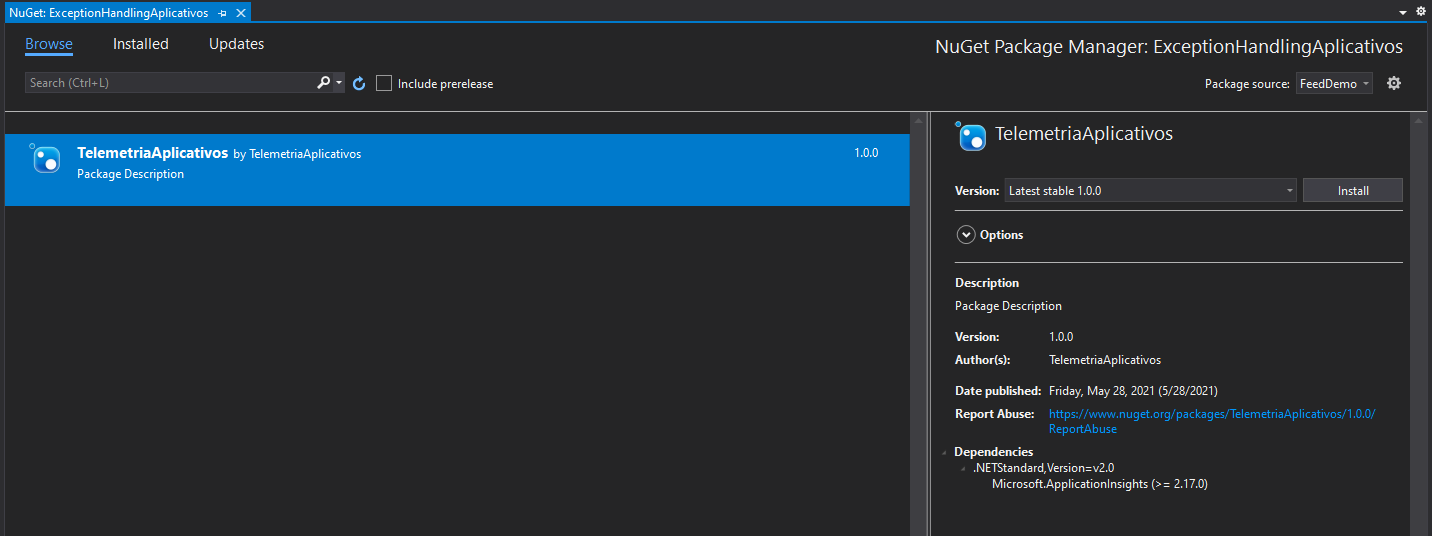 NuGet: ExceptionHandlingAplicativos
Browse Installed Updates
NuGet Package Manager: ExceptionHandlingAplicativos
Search (Ctrl+L)
Include prerelease
Package source: FeedDemo
TelemetriaAplicativos by TelemetriaAplicativos 1.0.0
Package Description
TelemetriaAplicativos
Version: Latest stable 1.0.0 Install
Options
Description
Package Description
Version: 1.0.0
Author(s): TelemetriaAplicativos
Date published: Friday, May 28, 2021 (5/28/2021)
Report Abuse: https://www.nuget.org/packages/TelemetriaAplicativos/1.0.0/
ReportAbuse
Dependencies
.NETStandard,Version=v2.0
Microsoft.ApplicationInsights (>= 2.17.0)